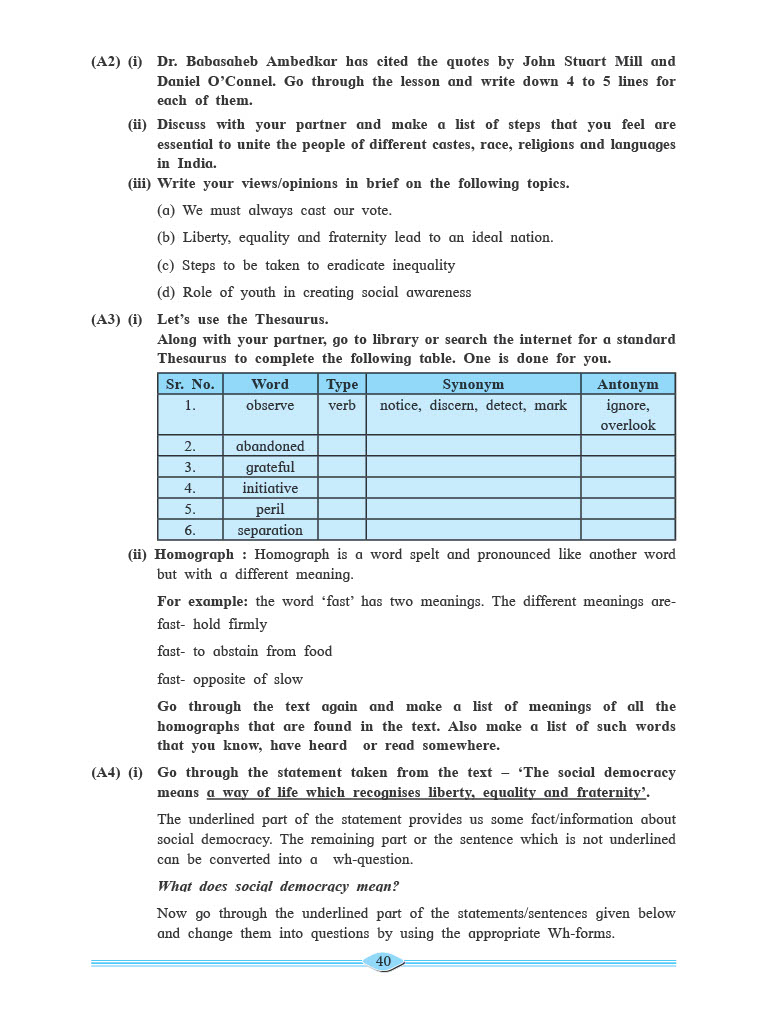 (A2) (i) Dr. Babasaheb Ambedkar has cited the quotes by John Stuart Mill and
Daniel O’Connel. Go through the lesson and write down 4 to 5 lines for
each of them.
(ii) Discuss with your partner and make a list of steps that you feel are
essential to unite the people of different castes, race, religions and languages
in India.
(iii) Write your views/opinions in brief on the following topics.
(a) We must always cast our vote.
(b) Liberty, equality and fraternity lead to an ideal nation.
(c) Steps to be taken to eradicate inequality
(d) Role of youth in creating social awareness
(A3) (i) Let’s use the Thesaurus.
Along with your partner, go to library or search the internet for a standard
Thesaurus to complete the following table. One is done for you.
Sr. No. Word Type Synonym Antonym
1. observe verb notice, discern, detect, mark ignore,
overlook
2. abandoned
3. grateful
4. initiative
5. peril
6. separation
(ii) Homograph : Homograph is a word spelt and pronounced like another word
but with a different meaning.
For example: the word ‘fast’ has two meanings. The different meanings are-
fast- hold firmly
fast- to abstain from food
fast- opposite of slow
Go through the text again and make a list of meanings of all the
homographs that are found in the text. Also make a list of such words
that you know, have heard or read somewhere.
(A4) (i) Go through the statement taken from the text – ‘The social democracy
means a way of life which recognises liberty, equality and fraternity’.
The underlined part of the statement provides us some fact/information about
social democracy. The remaining part or the sentence which is not underlined
can be converted into a wh-question.
What does social democracy mean?
Now go through the underlined part of the statements/sentences given below
and change them into questions by using the appropriate Wh-forms.
40